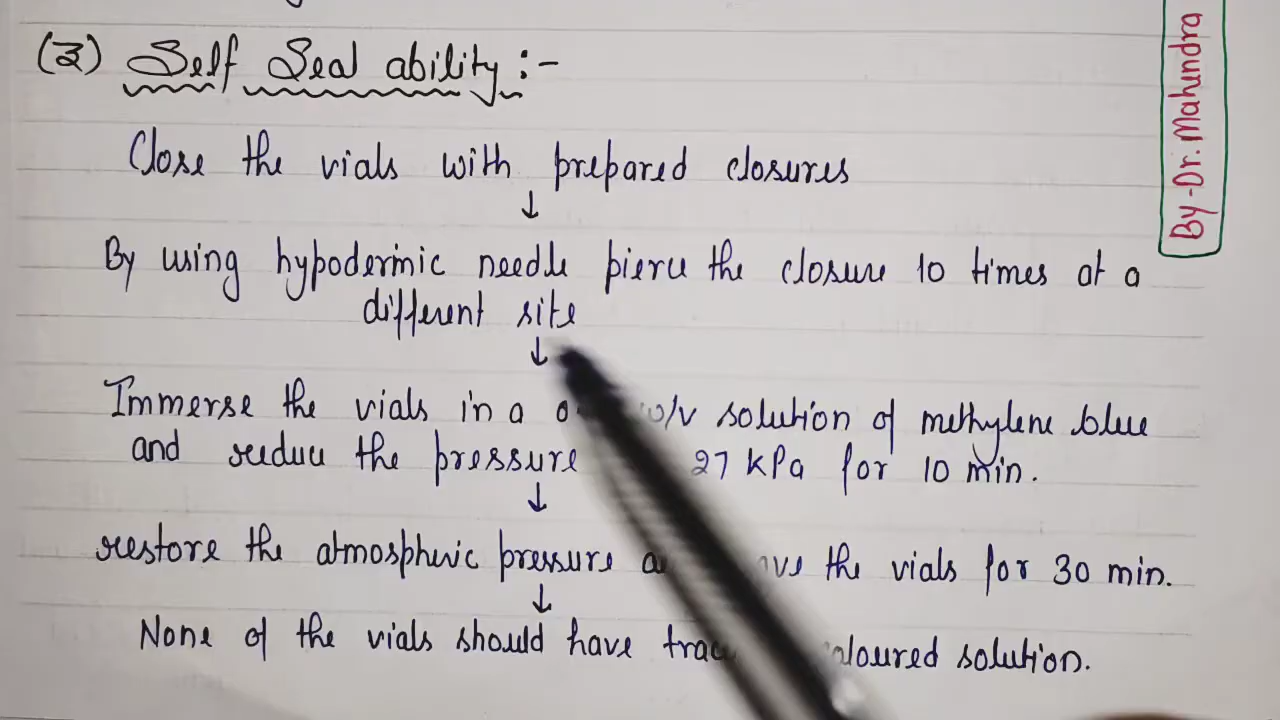 (३) Self Seal ability :-
Close the vials with prepared closures
↓
By using hypodermic needle pierce the closure 10 times at a
different site
↓
Immerse the vials in a w/v solution of methylene blue
and reduce the pressure 27 kPa for 10 min.
↓
restore the atmospheric pressure the vials for 30 min.
↓
None of the vials should have coloured solution.
By - Dr. Mahendra